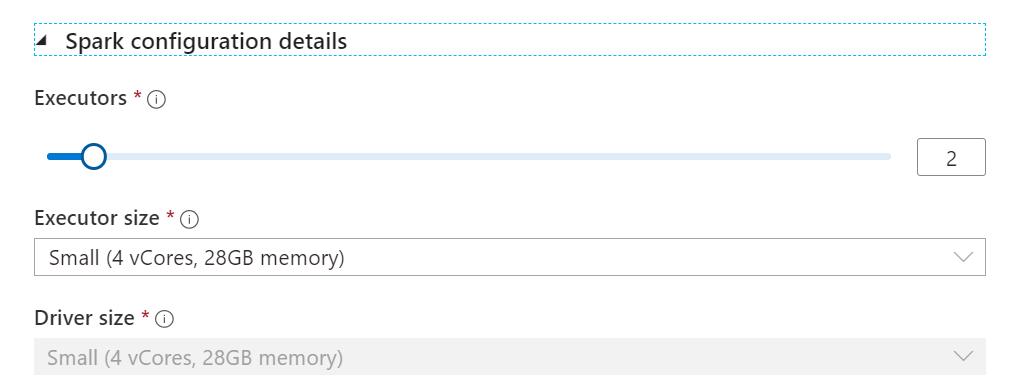 Spark configuration details
Executors *
2
Executor size *
Small (4 vCores, 28GB memory)
Driver size *
Small (4 vCores, 28GB memory)